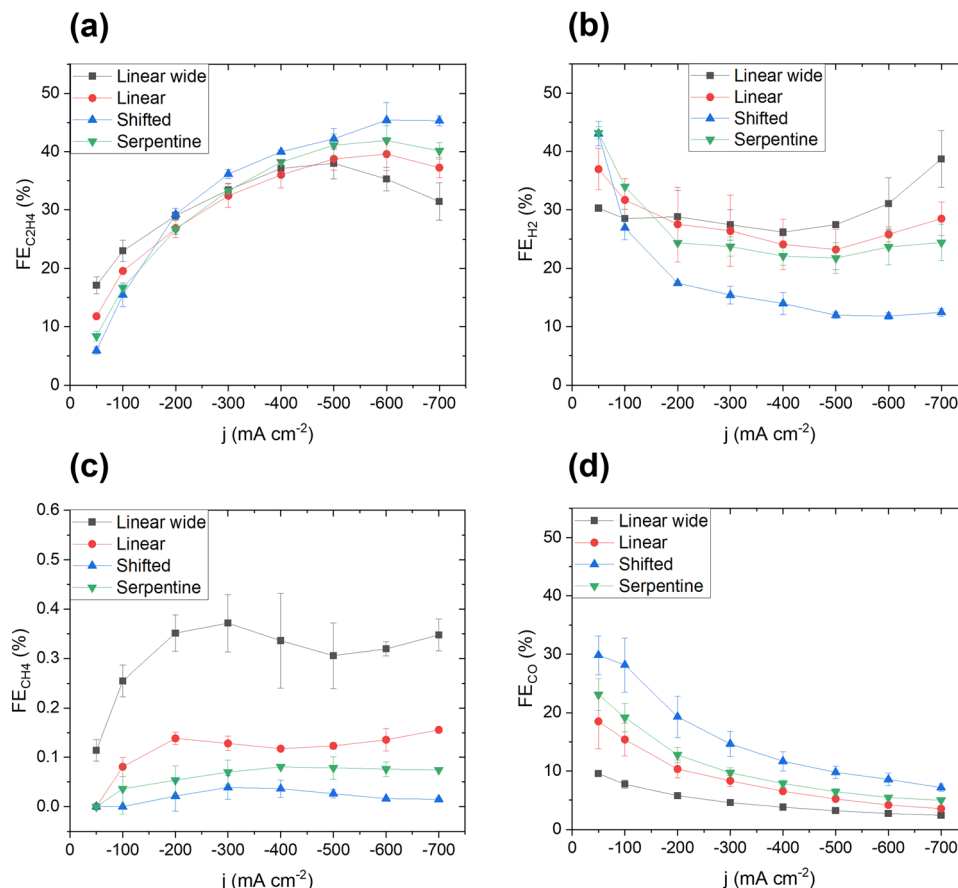 (a)
Linear wide
Linear
Shifted
Serpentine
50
40
30
20
10
0
FE_C2H4 (%)
0 -100 -200 -300 -400 -500 -600 -700
j (mA cm⁻²)
(b)
Linear wide
Linear
Shifted
Serpentine
50
40
30
20
10
0
FE_H2 (%)
0 -100 -200 -300 -400 -500 -600 -700
j (mA cm⁻²)
(c)
Linear wide
Linear
Shifted
Serpentine
0.6
0.5
0.4
0.3
0.2
0.1
0.0
FE_CH4 (%)
0 -100 -200 -300 -400 -500 -600 -700
j (mA cm⁻²)
(d)
Linear wide
Linear
Shifted
Serpentine
50
40
30
20
10
0
FE_CO (%)
0 -100 -200 -300 -400 -500 -600 -700
j (mA cm⁻²)